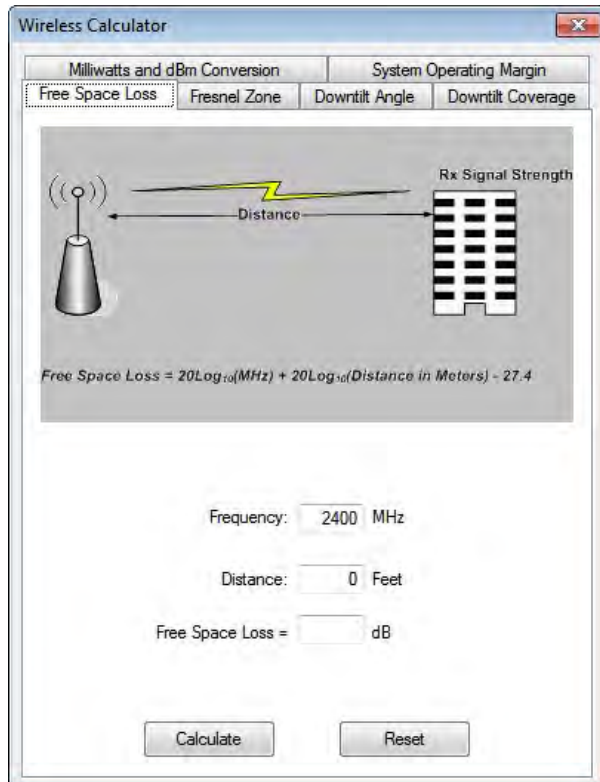 Wireless Calculator
Milliwatts and dBm Conversion System Operating Margin
Free Space Loss Fresnel Zone Downtilt Angle Downtilt Coverage
Rx Signal Strength
Distance
Free Space Loss = 20Log₁₀(MHz) + 20Log₁₀(Distance in Meters) - 27.4
Frequency: 2400 MHz
Distance: 0 Feet
Free Space Loss = dB
Calculate Reset